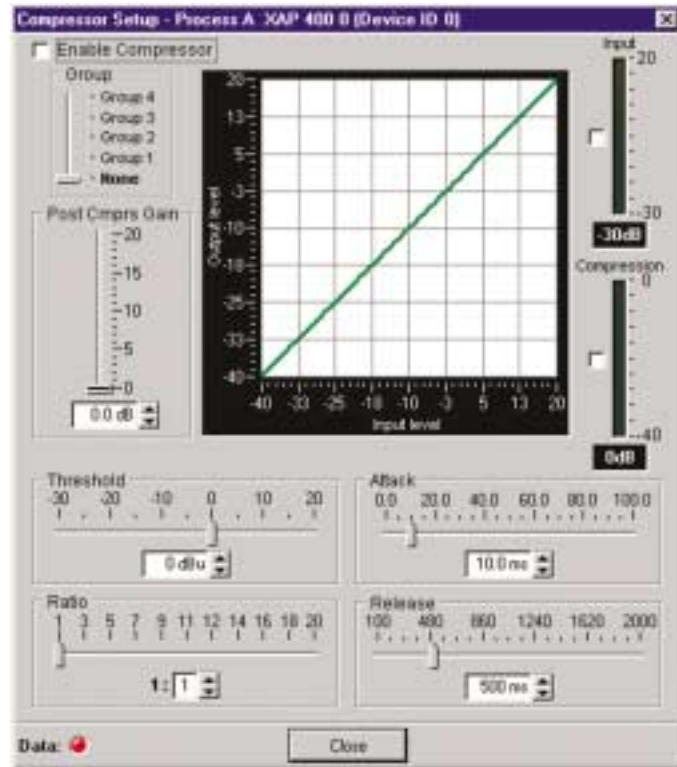 Compressor Setup - Process A XAP 400 0 (Device ID 0)
Enable Compressor
Group
Group 4
Group 3
Group 2
Group 1
None
Post Cmprs Gain
20
15
10
5
0
0.0 dB
Output level
20
13
5
-3
-10
-18
-25
-33
-40
-40 -33 -25 -18 -10 -3 5 13 20
Input level
Input
20
-30
-30dB
Compression
0
-40
0dB
Threshold
-30 -20 -10 0 10 20
0 dBu
Attack
0.0 20.0 40.0 60.0 80.0 100.0
10.0 ms
Ratio
1 3 5 7 9 11 12 14 16 18 20
1: 1
Release
100 480 860 1240 1620 2000
500 ms
Data:
Close